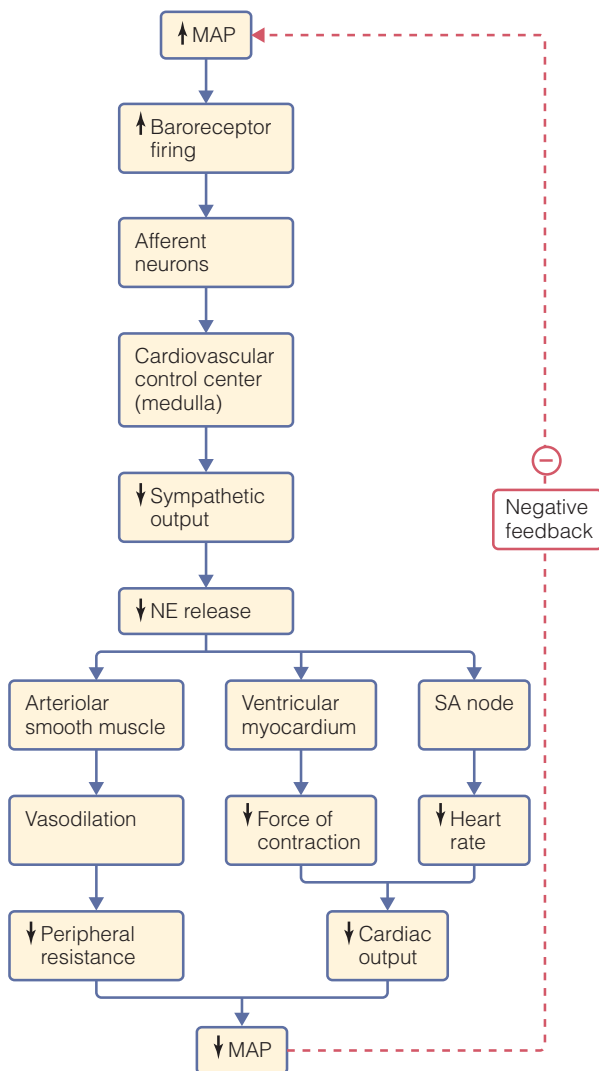 ↑ MAP
↑ Baroreceptor
firing
Afferent
neurons
Cardiovascular
control center
(medulla)
↓ Sympathetic
output
−
Negative
feedback
↓ NE release
Arteriolar
smooth muscle
Ventricular
myocardium
SA node
Vasodilation
↓ Force of
contraction
↓ Heart
rate
↓ Peripheral
resistance
↓ Cardiac
output
↓ MAP